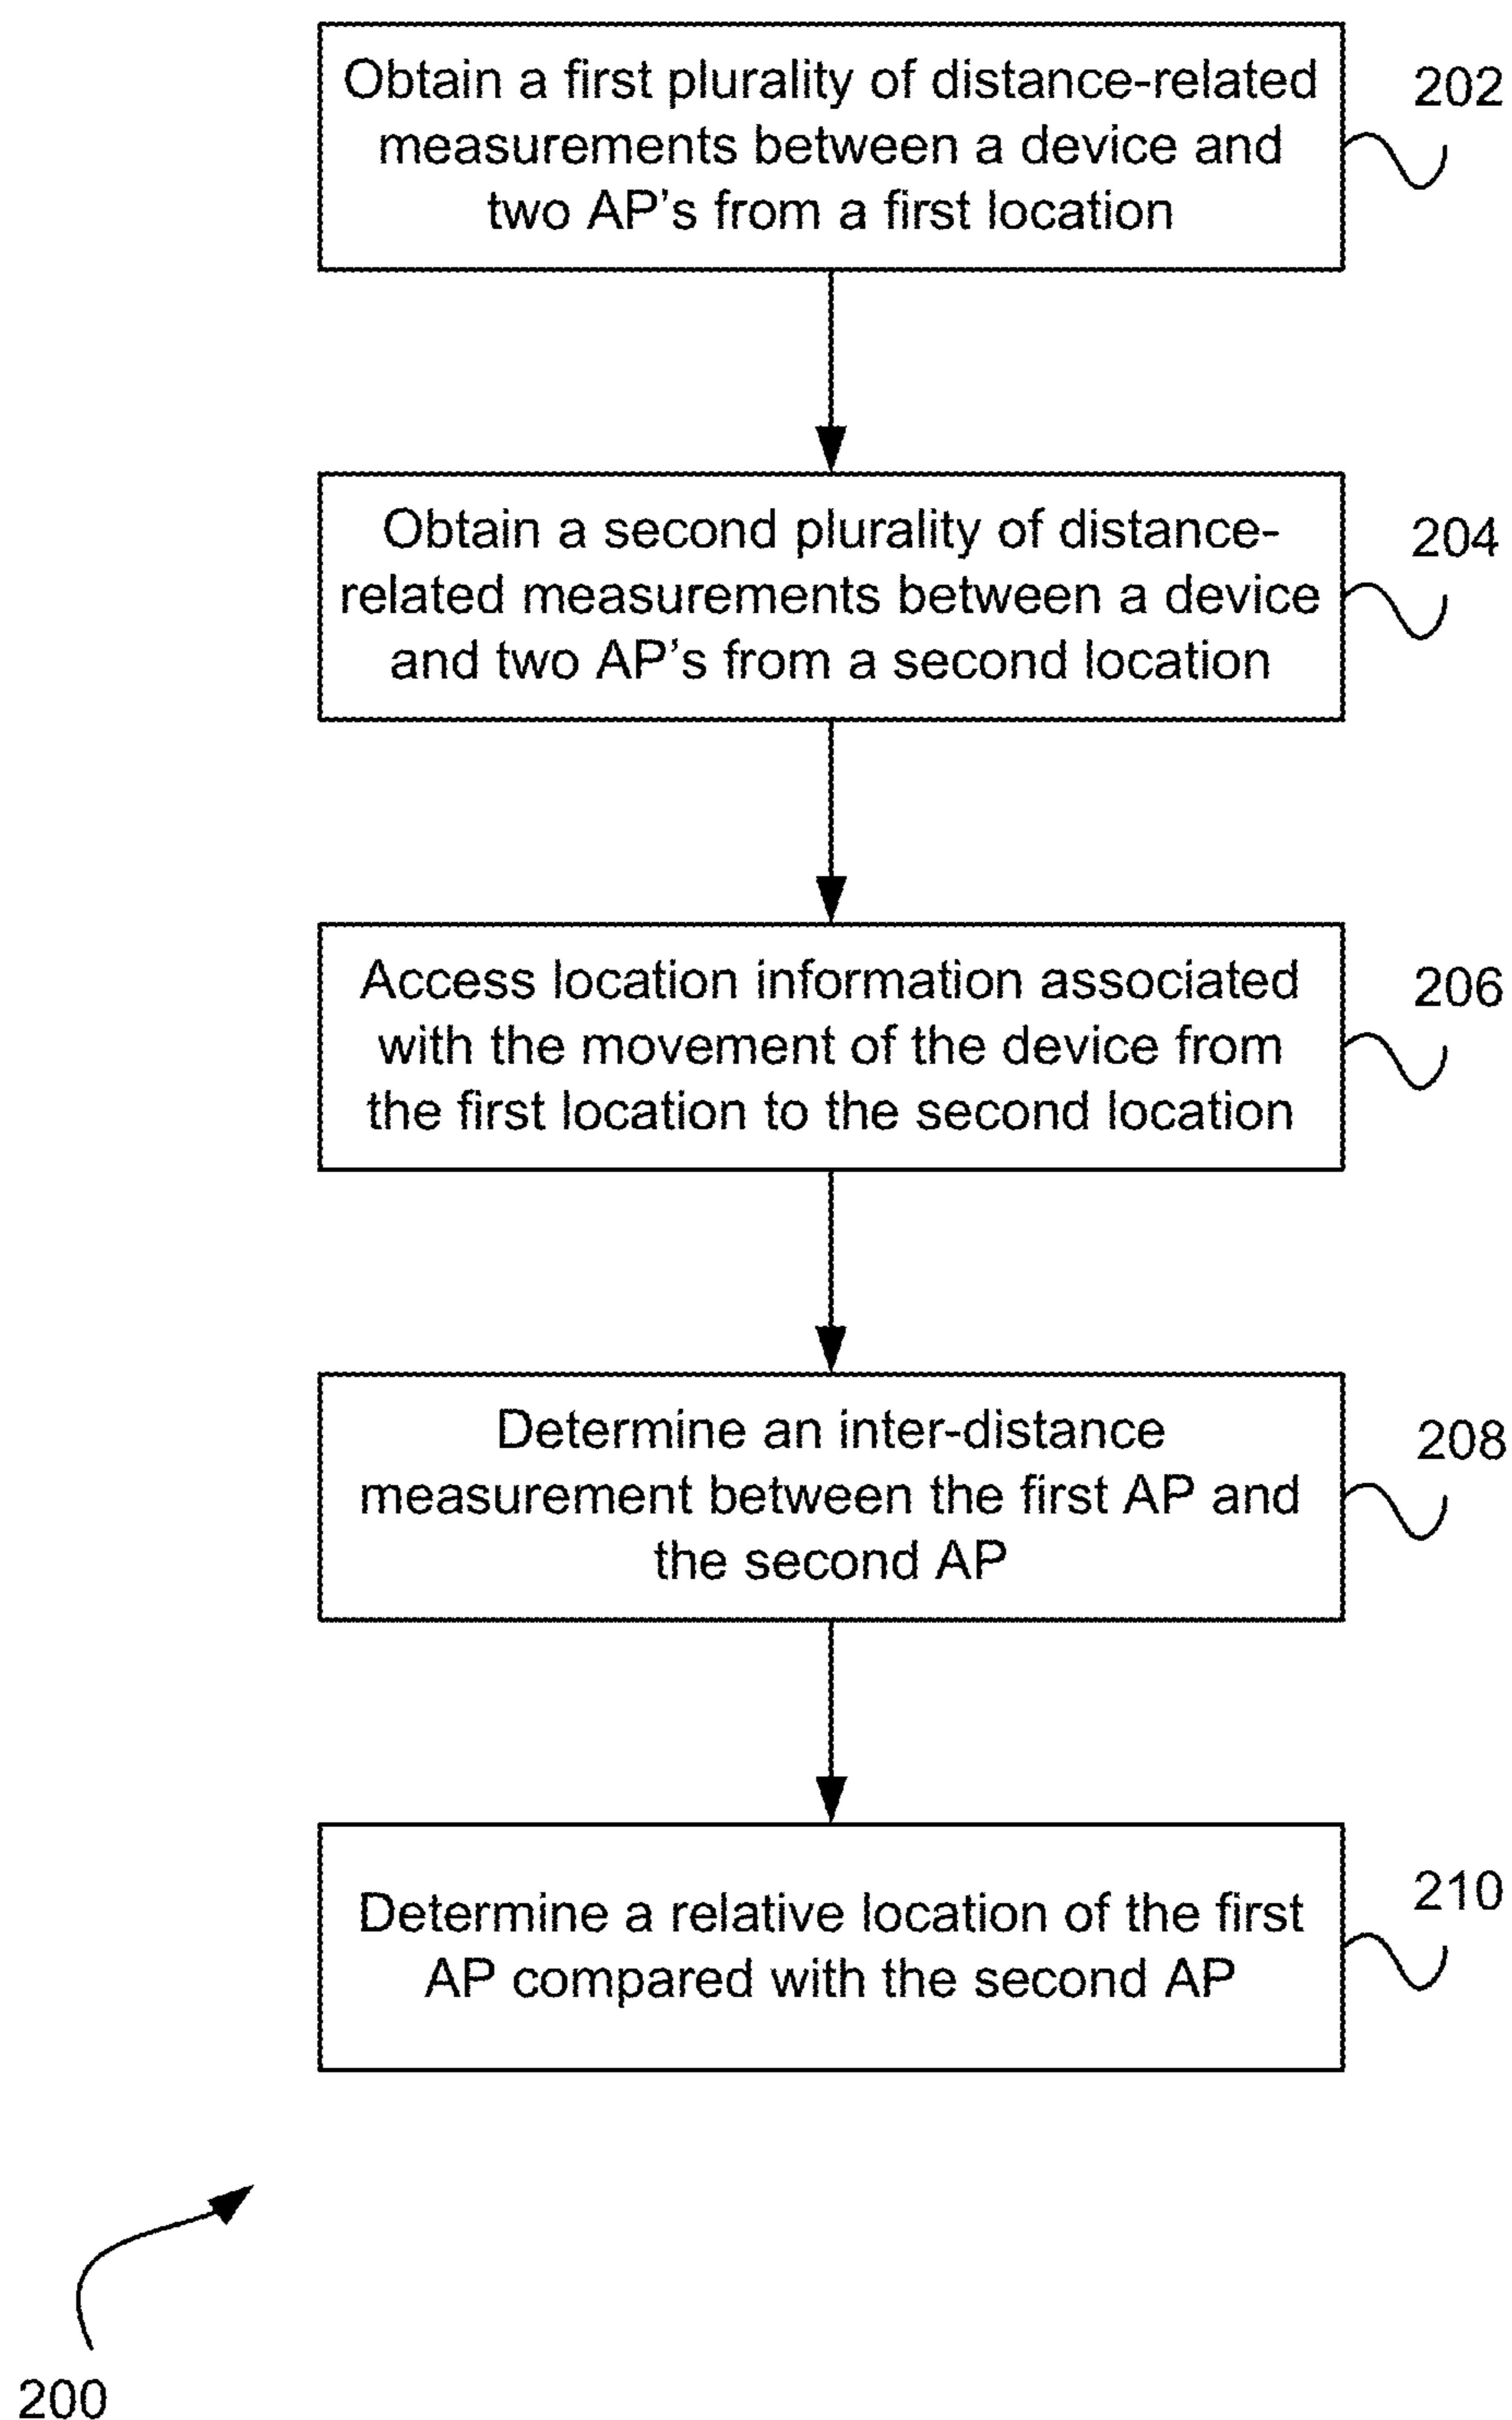 Obtain a first plurality of distance-related
measurements between a device and
two AP's from a first location
202
Obtain a second plurality of distance-
related measurements between a device
and two AP's from a second location
204
Access location information associated
with the movement of the device from
the first location to the second location
206
Determine an inter-distance
measurement between the first AP and
the second AP
208
Determine a relative location of the first
AP compared with the second AP
210
200